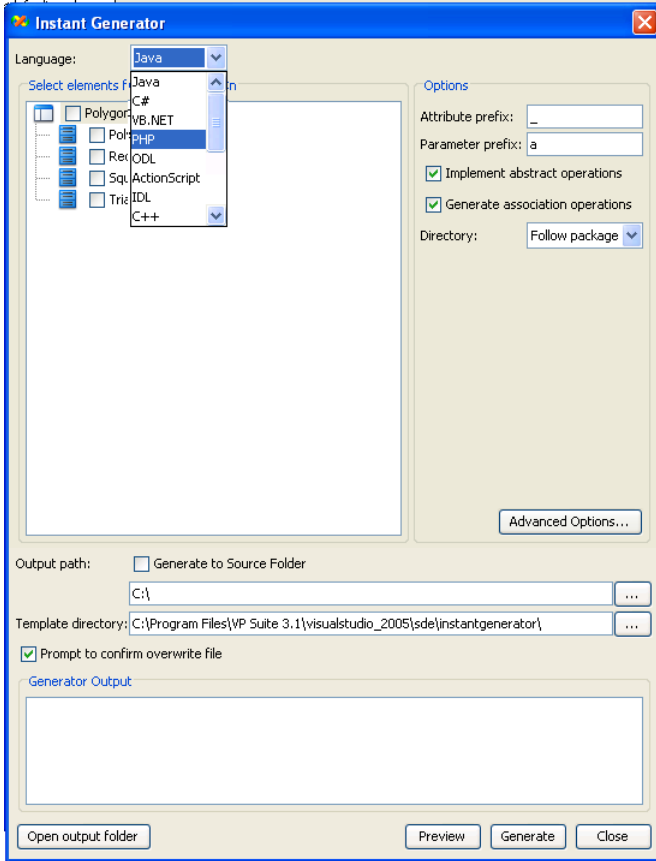 Instant Generator
Language:
Java
Java
C#
VB.NET
PHP
ODL
ActionScript
IDL
C++
Select elements f
n
Polygon
Pol
Rec
Squ
Tria
Options
Attribute prefix: _
Parameter prefix: a
Implement abstract operations
Generate association operations
Directory: Follow package
Advanced Options...
Output path: Generate to Source Folder
C:\
...
Template directory: C:\Program Files\VP Suite 3.1\visualstudio_2005\sde\instantgenerator\
...
Prompt to confirm overwrite file
Generator Output
Open output folder Preview Generate Close